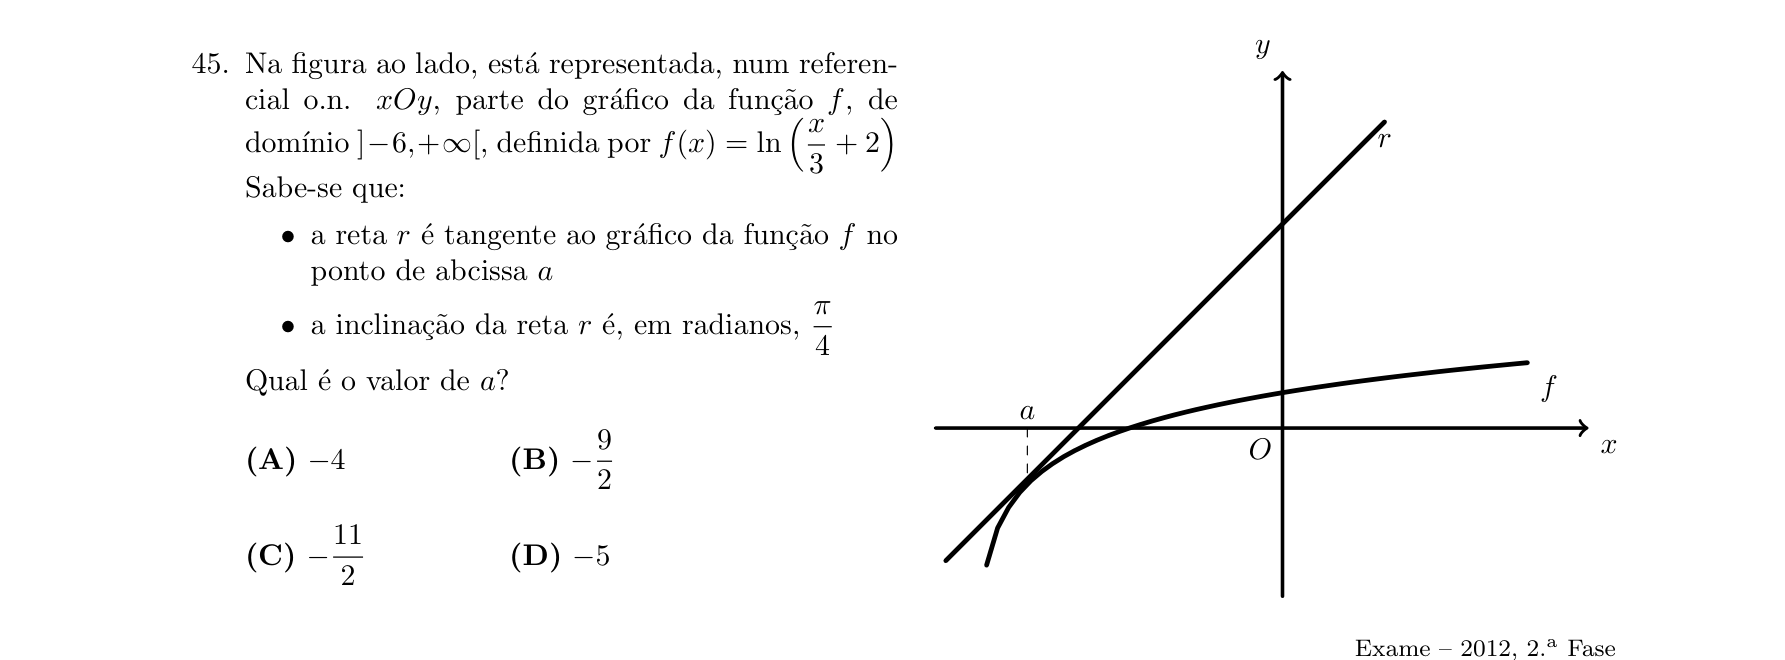 45. Na figura ao lado, está representada, num referen-
cial o.n. xOy, parte do gráfico da função f, de
domínio ]−6,+∞[, definida por f(x) = ln(x/3 + 2)
Sabe-se que:
• a reta r é tangente ao gráfico da função f no
ponto de abcissa a
• a inclinação da reta r é, em radianos, π/4
Qual é o valor de a?
(A) −4 (B) −9/2
(C) −11/2 (D) −5
y
r
f
a
O
x
Exame – 2012, 2.ª Fase